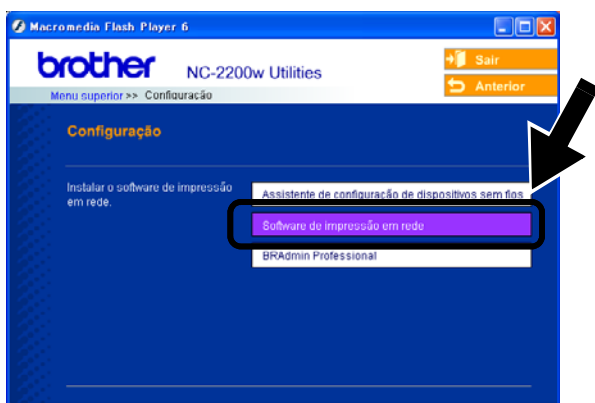 Macromedia Flash Player 6
brother
NC-2200w Utilities
Sair
Anterior
Menu superior >> Configuração
Configuração
Instalar o software de impressão
em rede.
Assistente de configuração de dispositivos sem fios
Software de impressão em rede
BRAdmin Professional